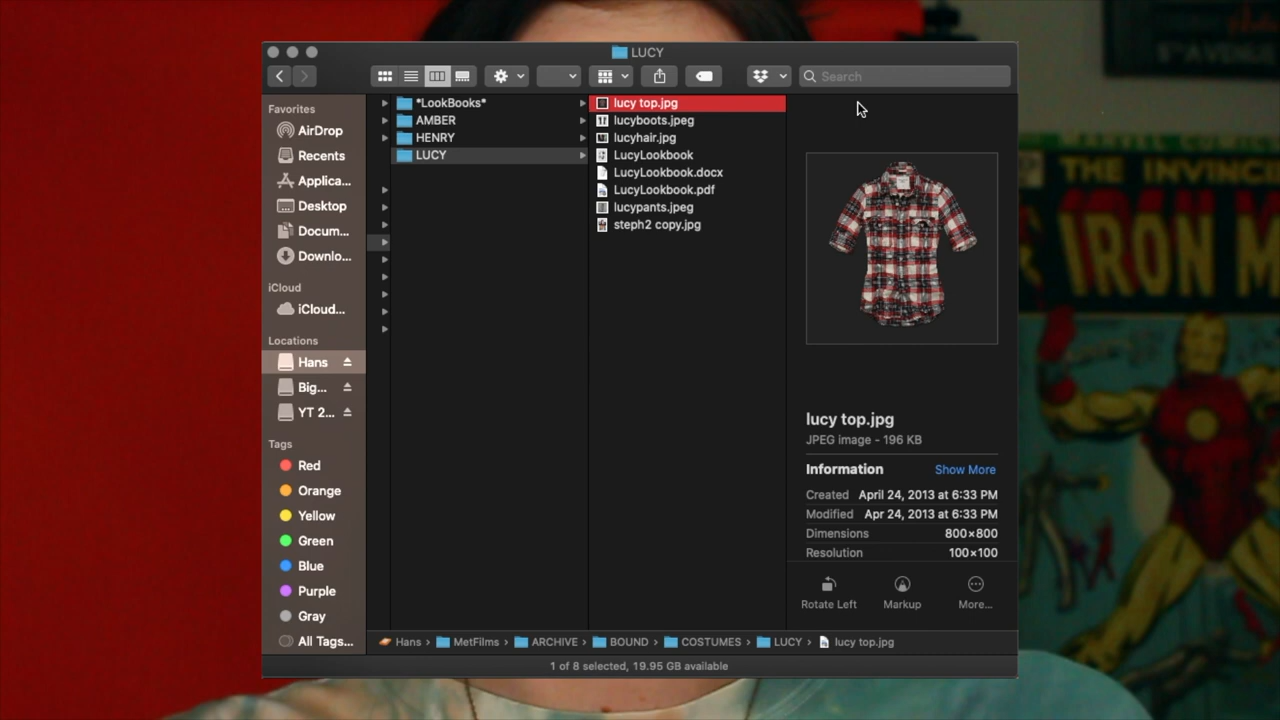 LUCY
Search
Favorites
AirDrop
Recents
Applica...
Desktop
Docum...
Downlo...
iCloud
iCloud...
Locations
Hans
Big...
YT 2...
Tags
Red
Orange
Yellow
Green
Blue
Purple
Gray
All Tags...
*LookBooks*
AMBER
HENRY
LUCY
lucy top.jpg
lucyboots.jpeg
lucyhair.jpg
LucyLookbook
LucyLookbook.docx
LucyLookbook.pdf
lucypants.jpeg
steph2 copy.jpg
lucy top.jpg
JPEG image - 196 KB
Information Show More
Created April 24, 2013 at 6:33 PM
Modified Apr 24, 2013 at 6:33 PM
Dimensions 800×800
Resolution 100×100
Rotate Left Markup More...
Hans › MetFilms › ARCHIVE › BOUND › COSTUMES › LUCY › lucy top.jpg
1 of 8 selected, 19.95 GB available
THE INVINC
IRON M